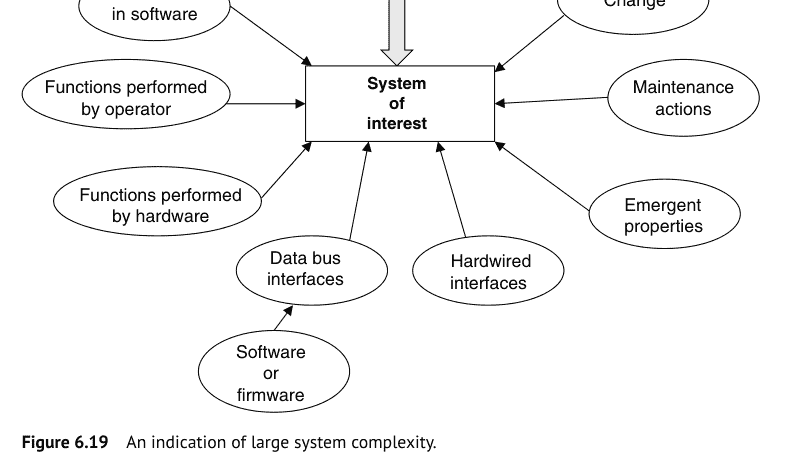 in software
Change
Functions performed
by operator
System
of
interest
Maintenance
actions
Functions performed
by hardware
Emergent
properties
Data bus
interfaces
Hardwired
interfaces
Software
or
firmware
Figure 6.19 An indication of large system complexity.